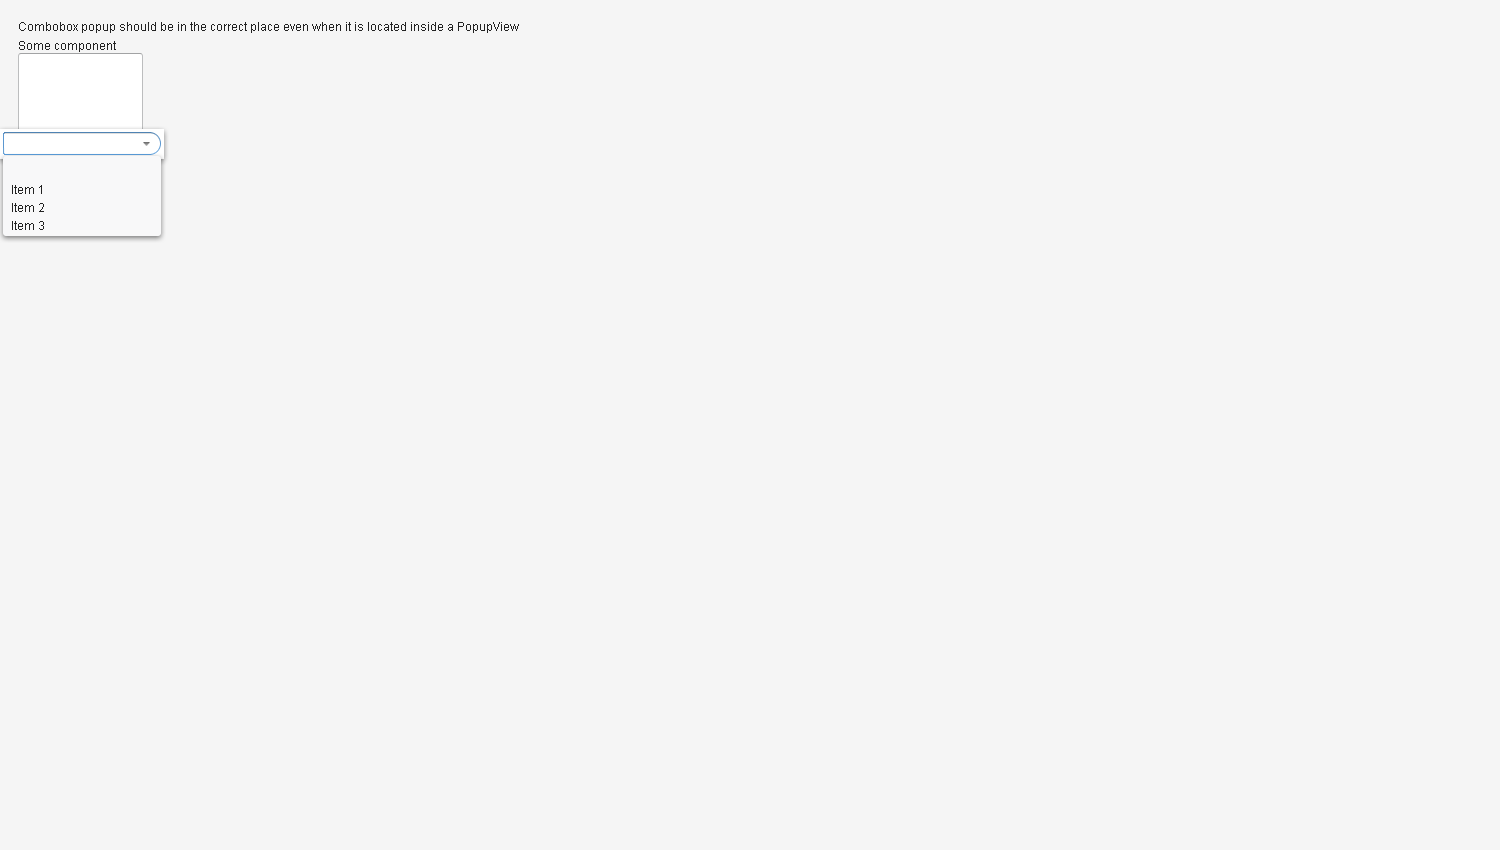 Combobox popup should be in the correct place even when it is located inside a PopupView
Some component
Item 1
Item 2
Item 3